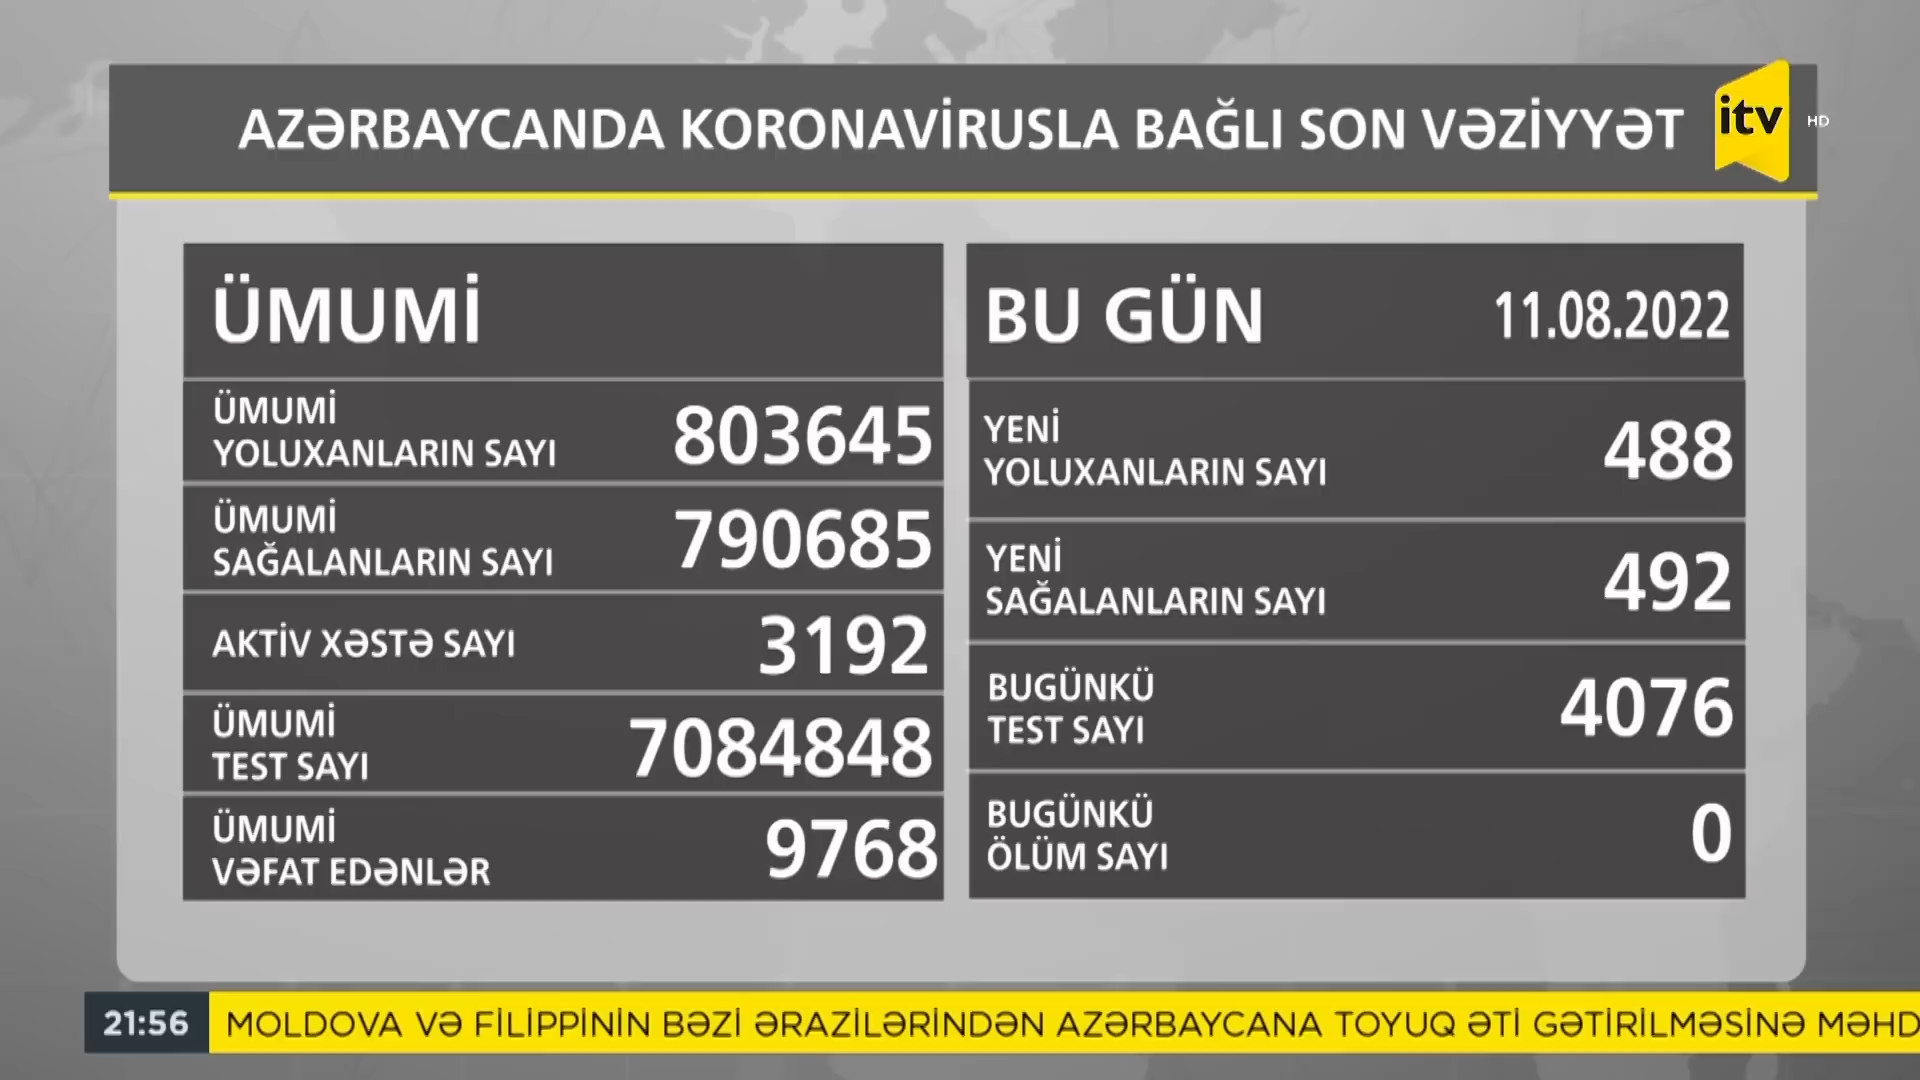 AZƏRBAYCANDA KORONAVİRUSLA BAĞLI SON VƏZİYYƏT
itv HD
ÜMUMİ
ÜMUMİ
YOLUXANLARIN SAYI 803645
ÜMUMİ
SAĞALANLARIN SAYI 790685
AKTİV XƏSTƏ SAYI 3192
ÜMUMİ
TEST SAYI 7084848
ÜMUMİ
VƏFAT EDƏNLƏR 9768
BU GÜN 11.08.2022
YENİ
YOLUXANLARIN SAYI 488
YENİ
SAĞALANLARIN SAYI 492
BUGÜNKÜ
TEST SAYI 4076
BUGÜNKÜ
ÖLÜM SAYI 0
21:56 MOLDOVA VƏ FİLİPPİNİN BƏZİ ƏRAZİLƏRİNDƏN AZƏRBAYCANA TOYUQ ƏTİ GƏTİRİLMƏSİNƏ MƏHD